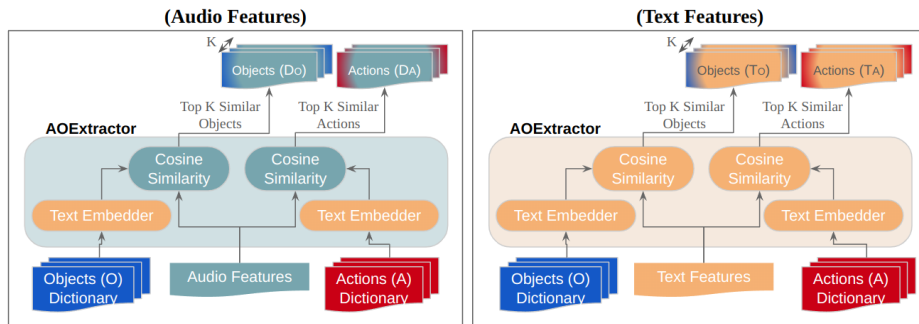 (Audio Features)
K
Objects (Do)
Actions (DA)
Top K Similar
Objects
Top K Similar
Actions
AOExtractor
Cosine
Similarity
Cosine
Similarity
Text Embedder
Text Embedder
Objects (O)
Dictionary
Audio Features
Actions (A)
Dictionary
(Text Features)
K
Objects (To)
Actions (TA)
Top K Similar
Objects
Top K Similar
Actions
AOExtractor
Cosine
Similarity
Cosine
Similarity
Text Embedder
Text Embedder
Objects (O)
Dictionary
Text Features
Actions (A)
Dictionary